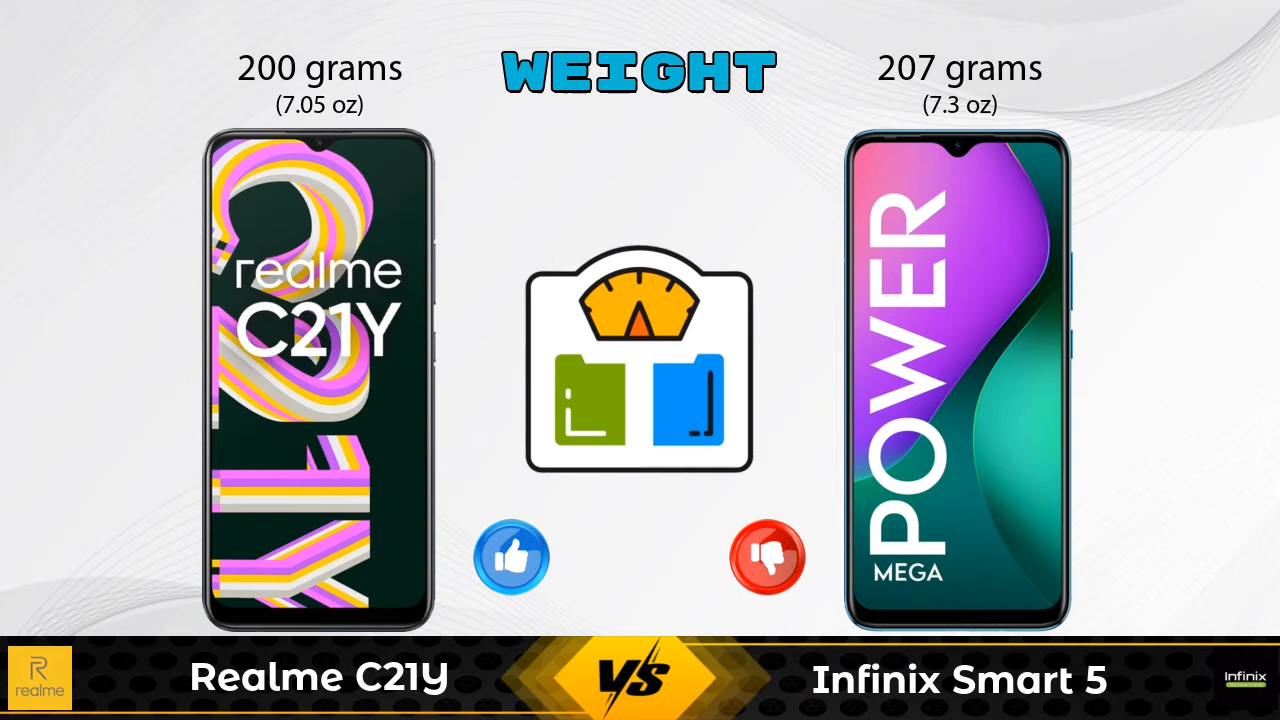 WEIGHT
200 grams
(7.05 oz)
207 grams
(7.3 oz)
realme
C21Y
POWER
MEGA
R
realme
Realme C21Y
VS
Infinix Smart 5
Infinix